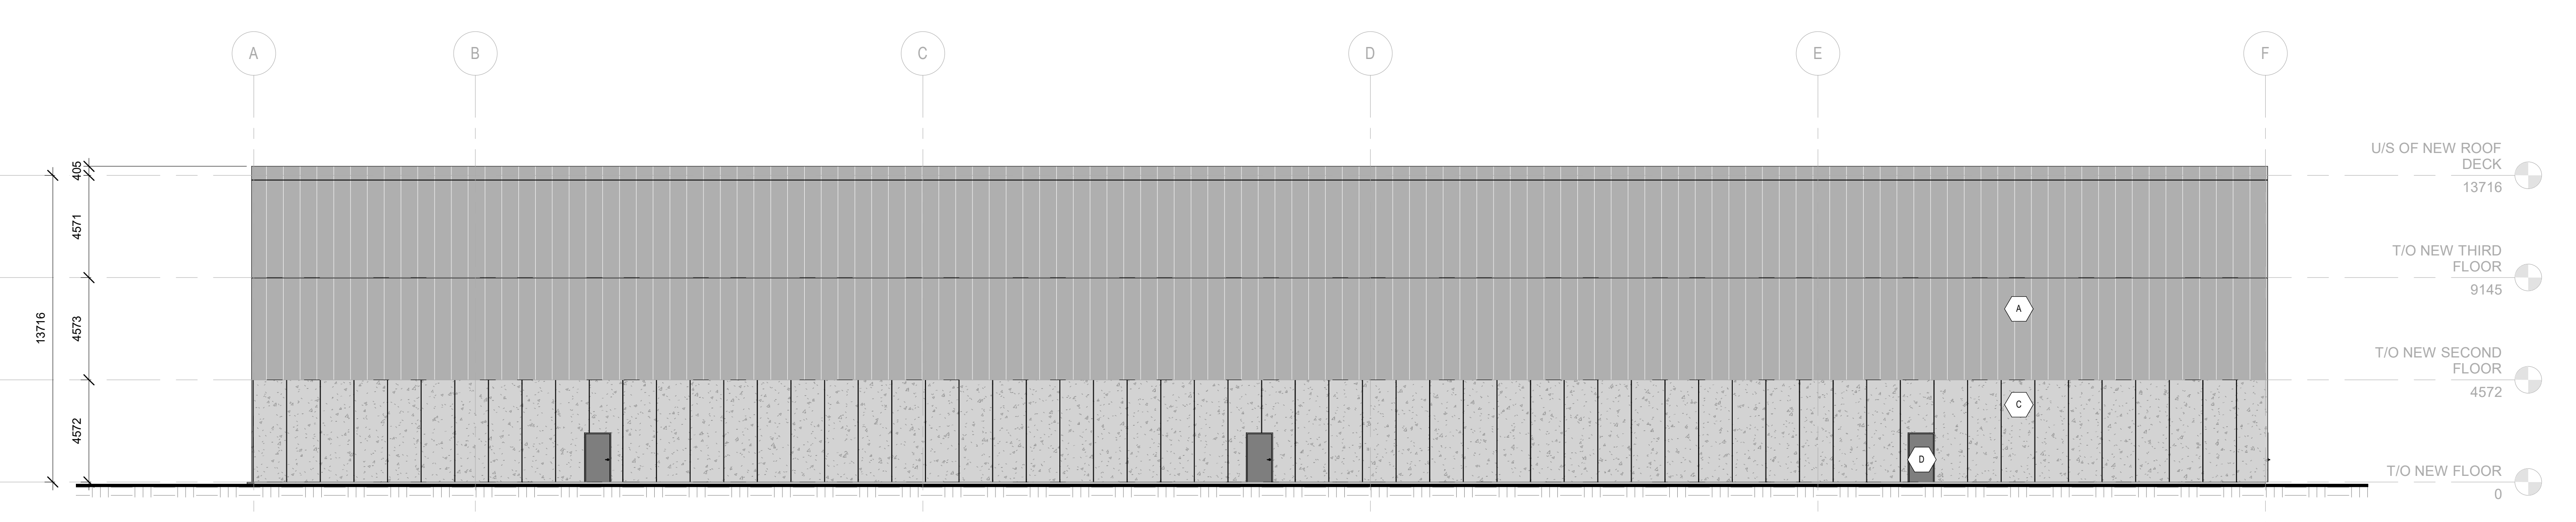 A B C D E F
U/S OF NEW ROOF
DECK
13716
405
4571
T/O NEW THIRD
FLOOR
9145
A
13716
4573
T/O NEW SECOND
FLOOR
4572
C
4572
D
T/O NEW FLOOR
0